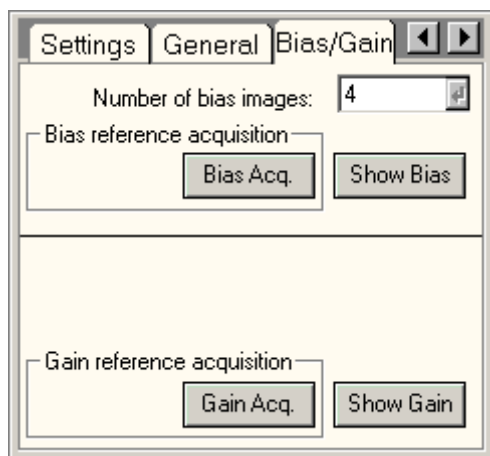 Settings General Bias/Gain
Number of bias images: 4
Bias reference acquisition
Bias Acq. Show Bias
Gain reference acquisition
Gain Acq. Show Gain